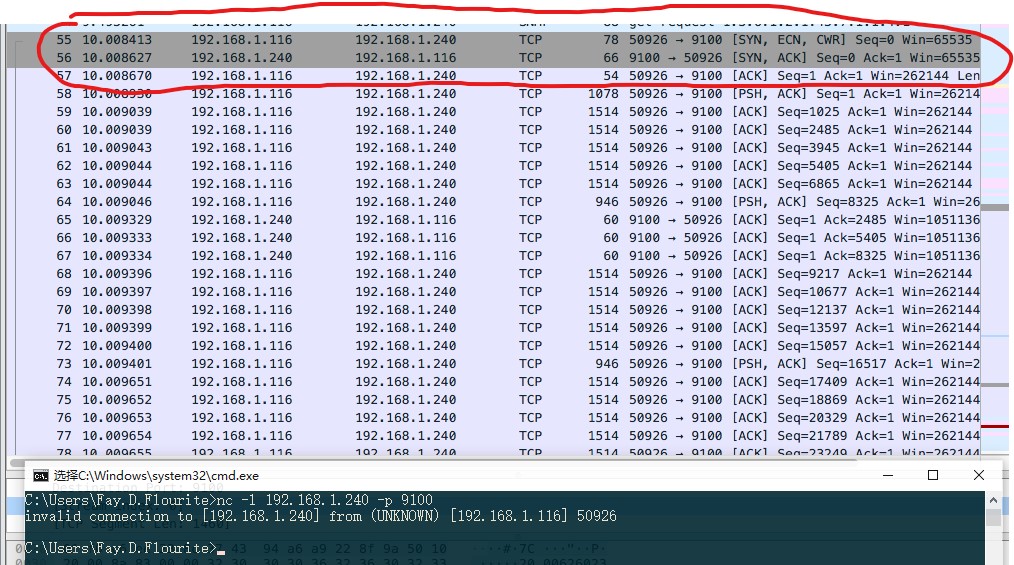 55 10.008413 192.168.1.116 192.168.1.240 TCP 78 50926 → 9100 [SYN, ECN, CWR] Seq=0 Win=65535
56 10.008627 192.168.1.240 192.168.1.116 TCP 66 9100 → 50926 [SYN, ACK] Seq=0 Ack=1 Win=65535
57 10.008670 192.168.1.116 192.168.1.240 TCP 54 50926 → 9100 [ACK] Seq=1 Ack=1 Win=262144 Len
58 10.008930 192.168.1.116 192.168.1.240 TCP 1078 50926 → 9100 [PSH, ACK] Seq=1 Ack=1 Win=26214
59 10.009039 192.168.1.116 192.168.1.240 TCP 1514 50926 → 9100 [ACK] Seq=1025 Ack=1 Win=262144
60 10.009039 192.168.1.116 192.168.1.240 TCP 1514 50926 → 9100 [ACK] Seq=2485 Ack=1 Win=262144
61 10.009043 192.168.1.116 192.168.1.240 TCP 1514 50926 → 9100 [ACK] Seq=3945 Ack=1 Win=262144
62 10.009044 192.168.1.116 192.168.1.240 TCP 1514 50926 → 9100 [ACK] Seq=5405 Ack=1 Win=262144
63 10.009044 192.168.1.116 192.168.1.240 TCP 1514 50926 → 9100 [ACK] Seq=6865 Ack=1 Win=262144
64 10.009046 192.168.1.116 192.168.1.240 TCP 946 50926 → 9100 [PSH, ACK] Seq=8325 Ack=1 Win=26
65 10.009329 192.168.1.240 192.168.1.116 TCP 60 9100 → 50926 [ACK] Seq=1 Ack=2485 Win=1051136
66 10.009333 192.168.1.240 192.168.1.116 TCP 60 9100 → 50926 [ACK] Seq=1 Ack=5405 Win=1051136
67 10.009334 192.168.1.240 192.168.1.116 TCP 60 9100 → 50926 [ACK] Seq=1 Ack=8325 Win=1051136
68 10.009396 192.168.1.116 192.168.1.240 TCP 1514 50926 → 9100 [ACK] Seq=9217 Ack=1 Win=262144
69 10.009397 192.168.1.116 192.168.1.240 TCP 1514 50926 → 9100 [ACK] Seq=10677 Ack=1 Win=262144
70 10.009398 192.168.1.116 192.168.1.240 TCP 1514 50926 → 9100 [ACK] Seq=12137 Ack=1 Win=262144
71 10.009399 192.168.1.116 192.168.1.240 TCP 1514 50926 → 9100 [ACK] Seq=13597 Ack=1 Win=262144
72 10.009400 192.168.1.116 192.168.1.240 TCP 1514 50926 → 9100 [ACK] Seq=15057 Ack=1 Win=262144
73 10.009401 192.168.1.116 192.168.1.240 TCP 946 50926 → 9100 [PSH, ACK] Seq=16517 Ack=1 Win=2
74 10.009651 192.168.1.116 192.168.1.240 TCP 1514 50926 → 9100 [ACK] Seq=17409 Ack=1 Win=262144
75 10.009652 192.168.1.116 192.168.1.240 TCP 1514 50926 → 9100 [ACK] Seq=18869 Ack=1 Win=262144
76 10.009653 192.168.1.116 192.168.1.240 TCP 1514 50926 → 9100 [ACK] Seq=20329 Ack=1 Win=262144
77 10.009654 192.168.1.116 192.168.1.240 TCP 1514 50926 → 9100 [ACK] Seq=21789 Ack=1 Win=262144
78 10.009655 192.168.1.116 192.168.1.240 TCP 1514 50926 → 9100 [ACK] Seq=23249 Ack=1 Win=262144
选择C:\Windows\system32\cmd.exe
C:\Users\Fay.D.Flourite>nc -l 192.168.1.240 -p 9100
invalid connection to [192.168.1.240] from (UNKNOWN) [192.168.1.116] 50926
C:\Users\Fay.D.Flourite>